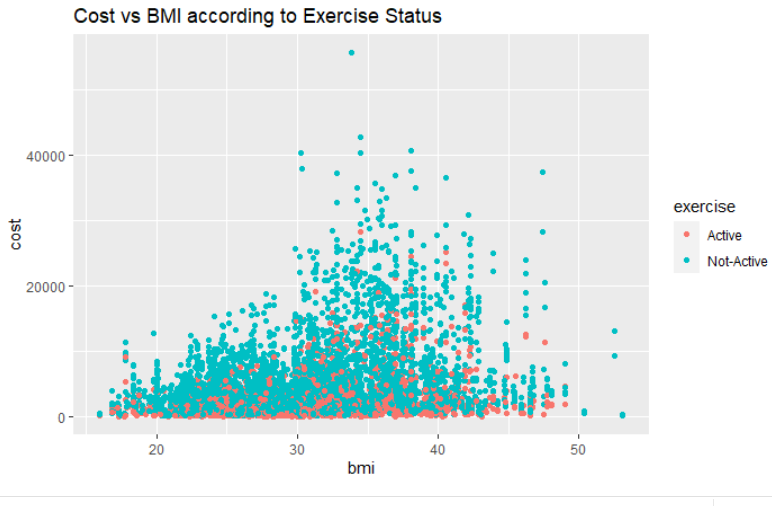 Cost vs BMI according to Exercise Status
cost
40000
20000
0
20 30 40 50
bmi
exercise
Active
Not-Active